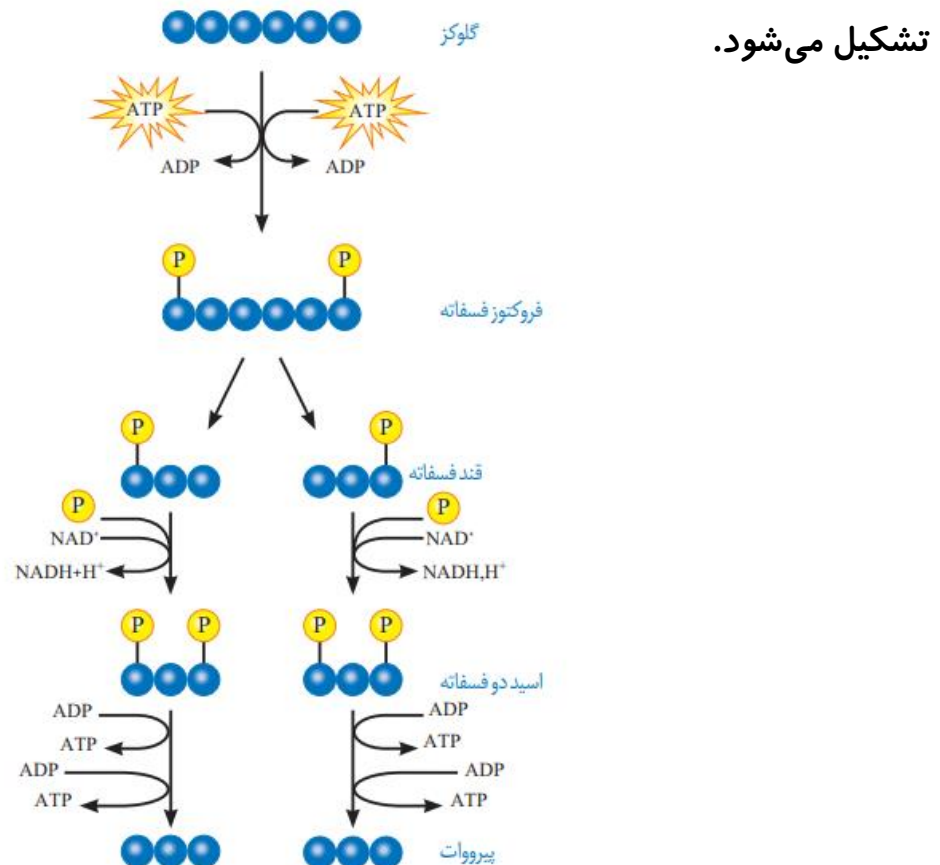 تشکیل می‌شود.
گلوکز
ATP ATP
ADP ADP
P P
فروکتوز فسفاته
P P
قند فسفاته
P P
NAD⁺ NAD⁺
NADH+H⁺ NADH,H⁺
P P P P
اسید دو فسفاته
ADP ADP
ATP ATP
ADP ADP
ATP ATP
پیرووات